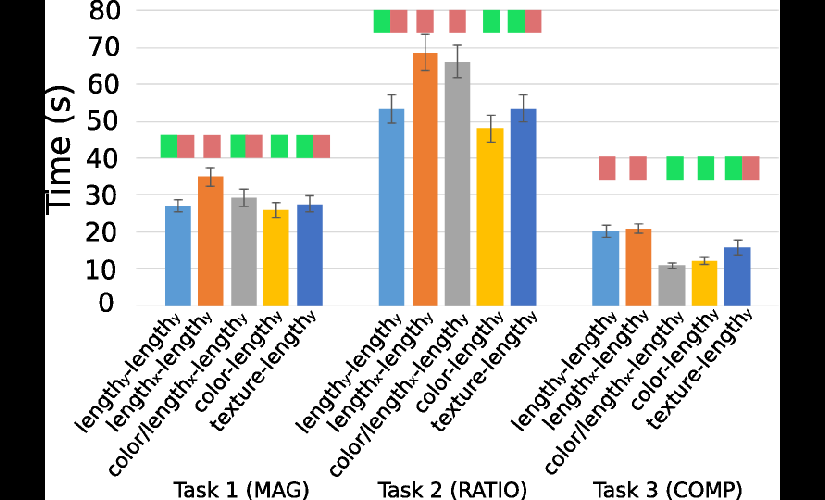 80
70
60
50
40
30
20
10
0
Time (s)
lengthy-lengthy
lengthx-lengthy
color/lengthx-lengthy
color-lengthy
texture-lengthy
lengthy-lengthy
lengthx-lengthy
color/lengthx-lengthy
color-lengthy
texture-lengthy
lengthy-lengthy
lengthx-lengthy
color/lengthx-lengthy
color-lengthy
texture-lengthy
Task 1 (MAG)
Task 2 (RATIO)
Task 3 (COMP)